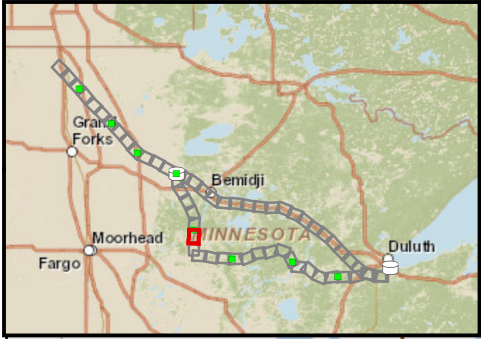 Grand
Forks
Bemidji
MINNESOTA
Moorhead
Duluth
Fargo